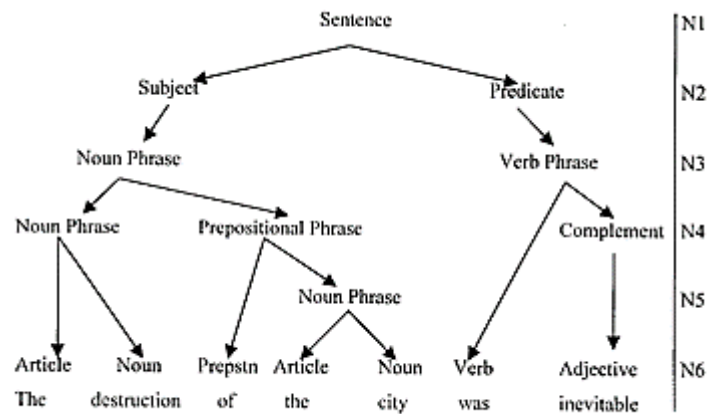 Sentence N1
Subject Predicate N2
Noun Phrase Verb Phrase N3
Noun Phrase Prepositional Phrase Complement N4
Noun Phrase N5
Article Noun Prepstn Article Noun Verb Adjective N6
The destruction of the city was inevitable